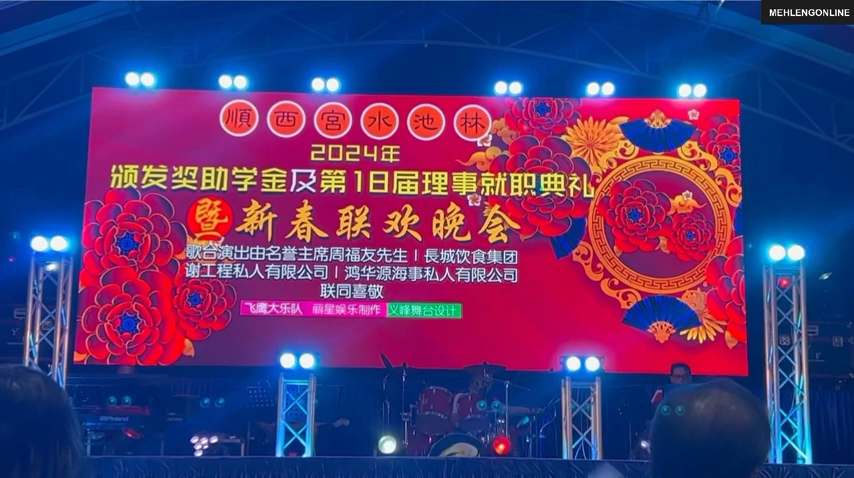 MEHLENGONLINE
順西宮水池林
2024年
颁发奖助学金及第18届理事就职典礼
暨新春联欢晚会
歌台演出由名誉主席周福友先生 | 長城饮食集团
谢工程私人有限公司 | 鸿华源海事私人有限公司
联同喜敬
飞鹰大乐队 丽星娱乐制作 义峰舞台设计
Roland